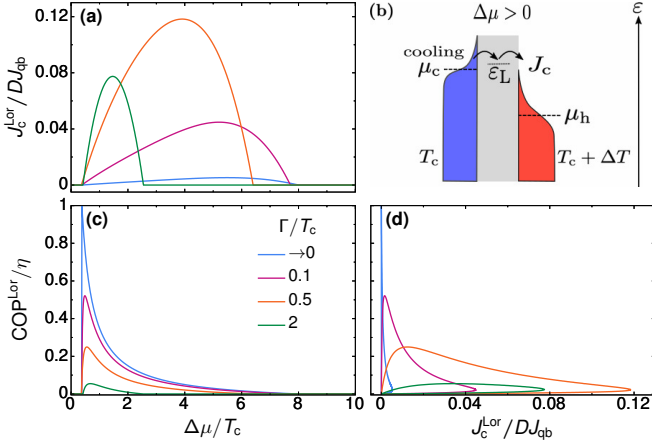 (a)
J_c^Lor / DJ_qb
0.12
0.08
0.04
0
(b)
Δμ > 0
ε
cooling
μ_c
ε_L
J_c
μ_h
T_c
T_c + ΔT
(c)
COP^Lor / η
1
0.8
0.6
0.4
0.2
0
Γ/T_c
→0
0.1
0.5
2
0 2 4 6 8 10
Δμ/T_c
(d)
0 0.04 0.08 0.12
J_c^Lor / DJ_qb